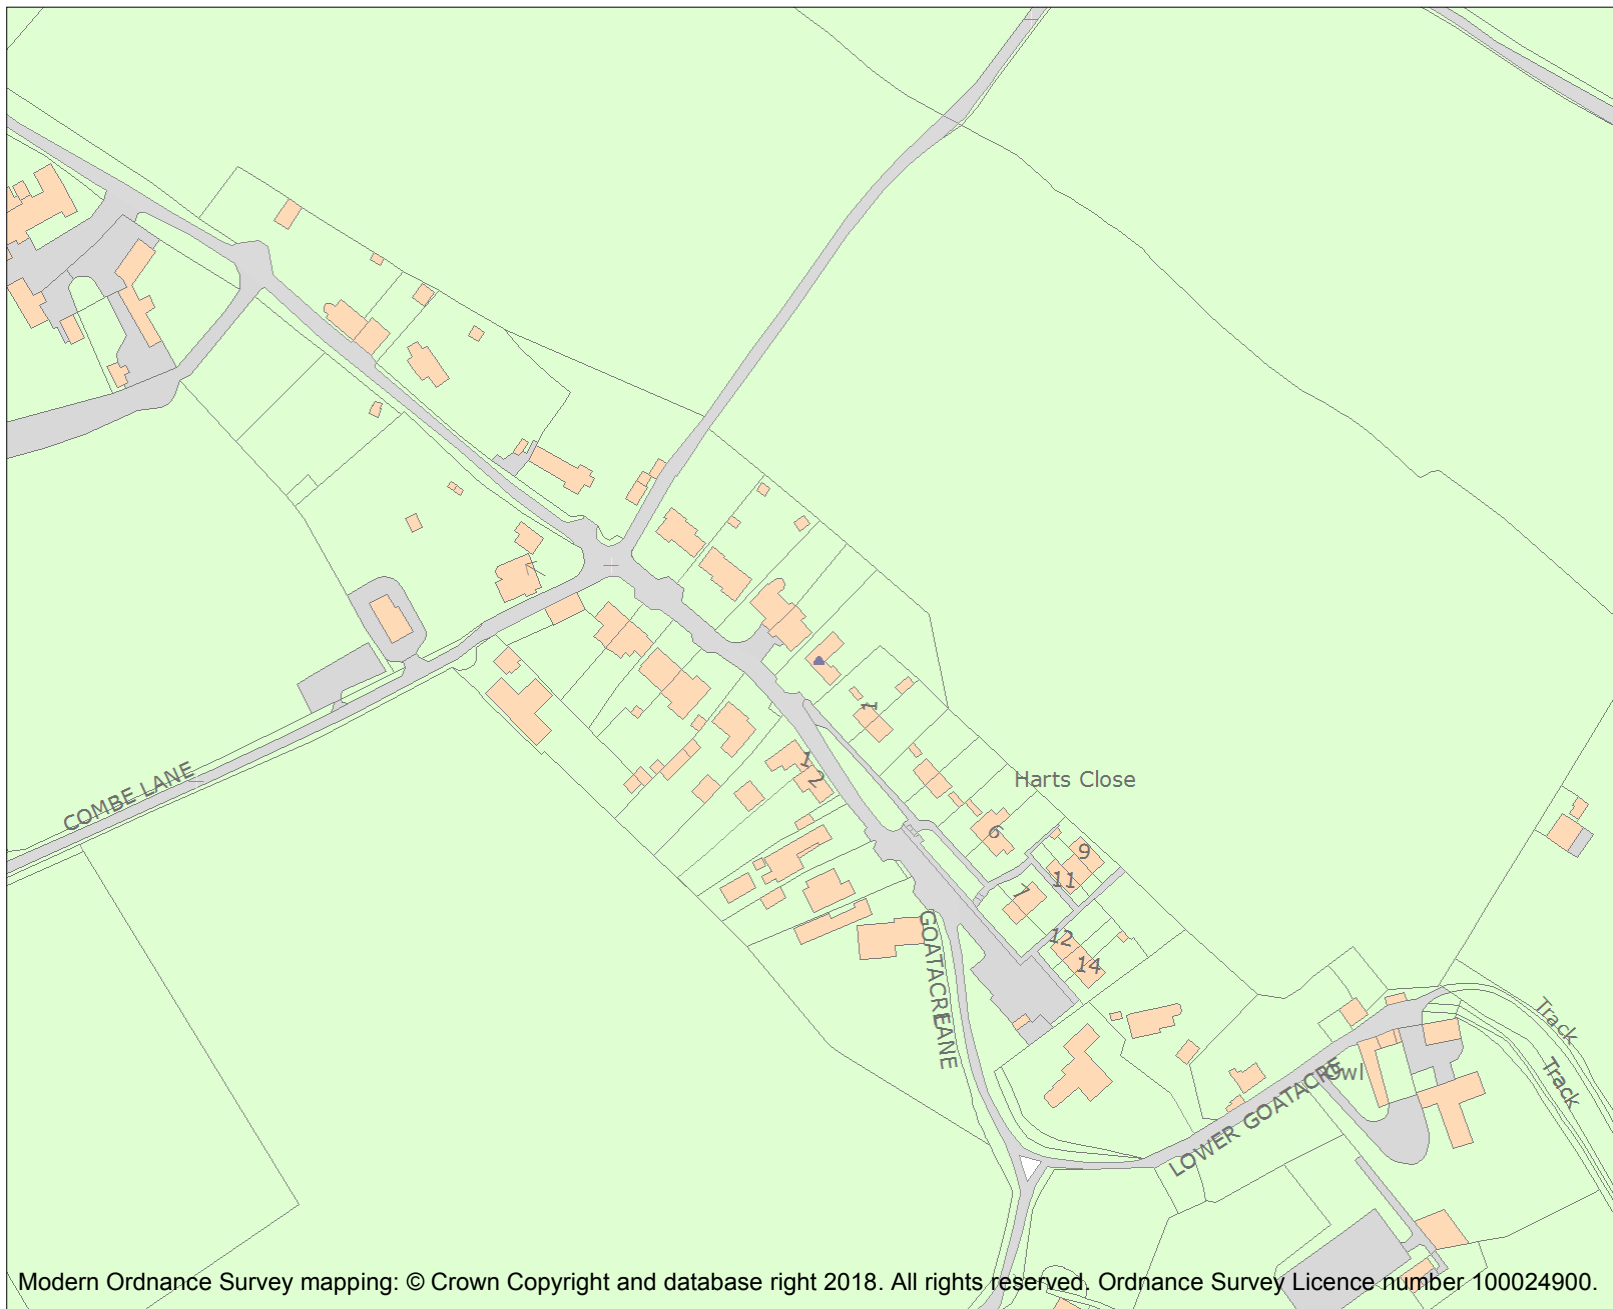 1
Harts Close
1
2
COMBE LANE
6
9
11
7
12
14
GOATACRE LANE
Track
Track
LOWER GOATACRE
Modern Ordnance Survey mapping: © Crown Copyright and database right 2018. All rights reserved. Ordnance Survey Licence number 100024900.